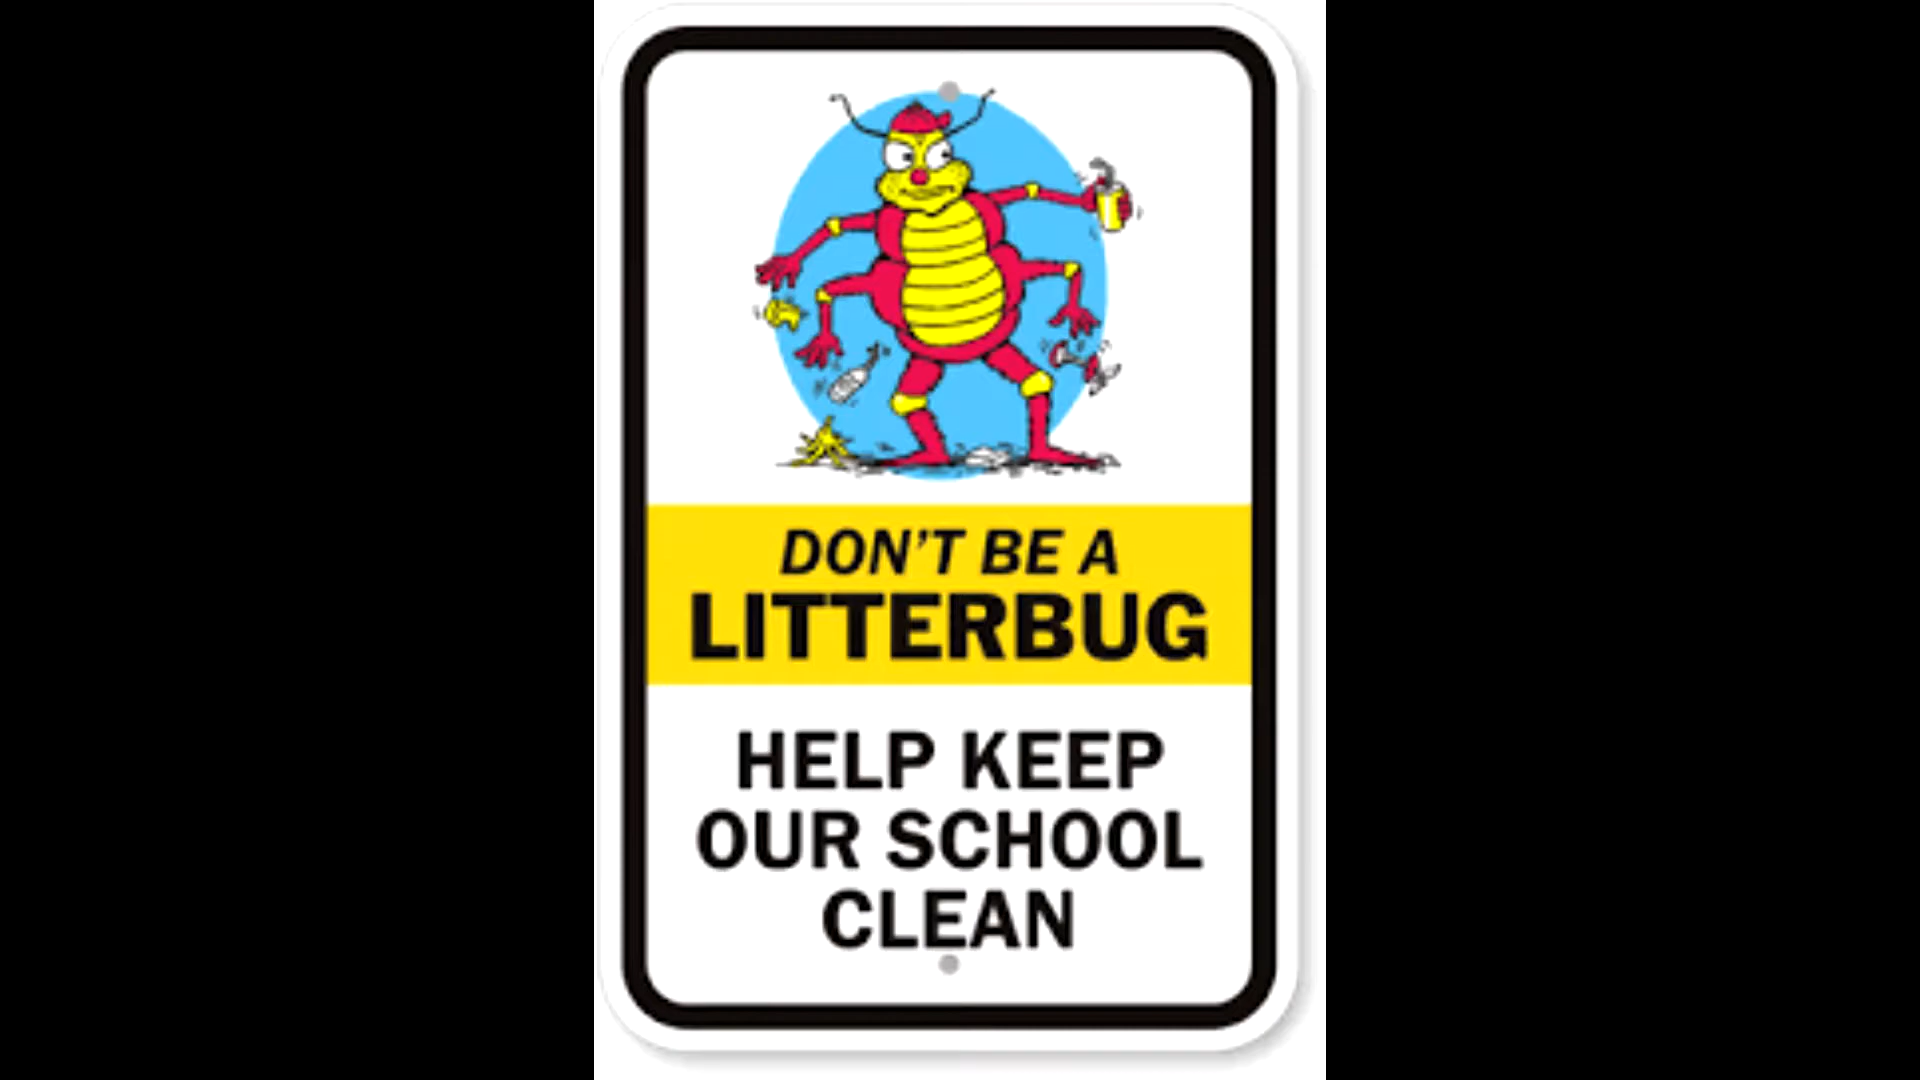 DON'T BE A
LITTERBUG
HELP KEEP
OUR SCHOOL
CLEAN